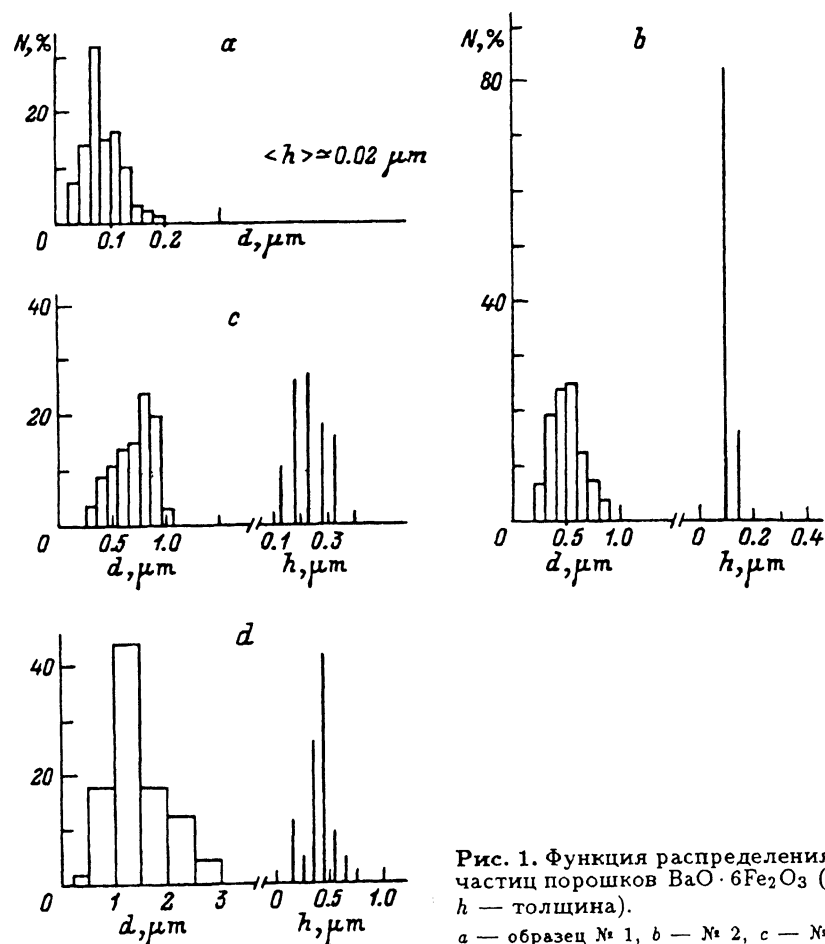 N,%
a
20
<h>≃0.02 μm
0
0.1
0.2
d,μm
N,%
b
80
40
0
0.5
1.0
d,μm
0
0.2
0.4
h,μm
40
c
20
0
0.5
1.0
d,μm
0.1
0.3
h,μm
d
40
20
0
1
2
3
d,μm
0
0.5
1.0
h,μm
Рис. 1. Функция распределения
частиц порошков BaO · 6Fe₂O₃ (
h — толщина).
a — образец № 1, b — № 2, c — №